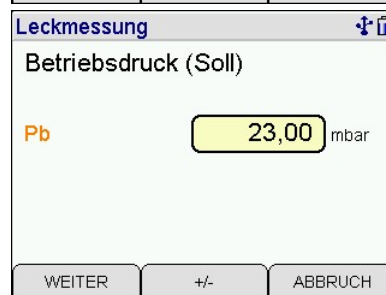 Leckmessung
Betriebsdruck (Soll)
Pb 23,00 mbar
WEITER +/- ABBRUCH